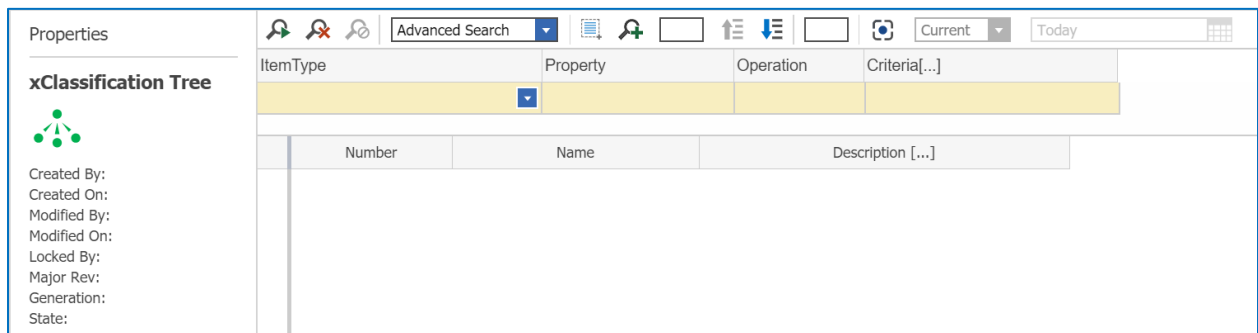 Properties
xClassification Tree
Created By:
Created On:
Modified By:
Modified On:
Locked By:
Major Rev:
Generation:
State:
Advanced Search Current Today
ItemType Property Operation Criteria[...]
Number Name Description [...]